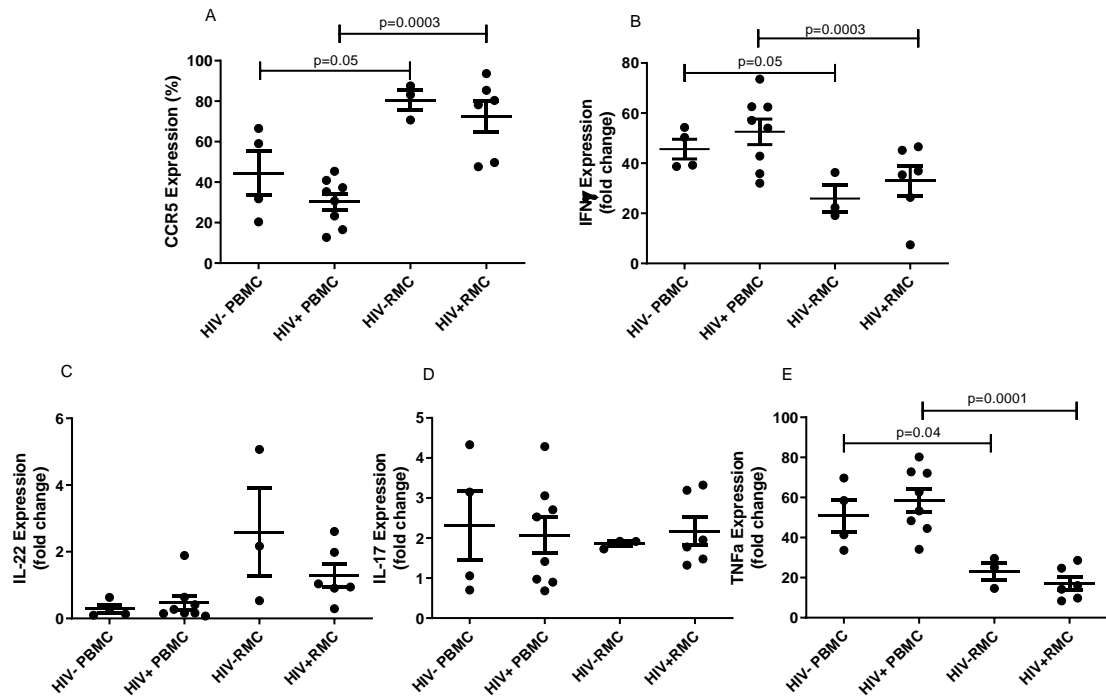 A
p=0.0003
p=0.05
CCR5 Expression (%)
100
80
60
40
20
0
HIV- PBMC
HIV+ PBMC
HIV-RMC
HIV+RMC
B
p=0.0003
p=0.05
IFNγ Expression
(fold change)
80
60
40
20
0
HIV- PBMC
HIV+ PBMC
HIV-RMC
HIV+RMC
C
IL-22 Expression
(fold change)
6
4
2
0
HIV- PBMC
HIV+ PBMC
HIV-RMC
HIV+RMC
D
IL-17 Expression
(fold change)
5
4
3
2
1
0
HIV- PBMC
HIV+ PBMC
HIV-RMC
HIV+RMC
E
p=0.0001
p=0.04
TNFa Expression
(fold change)
100
80
60
40
20
0
HIV- PBMC
HIV+ PBMC
HIV-RMC
HIV+RMC